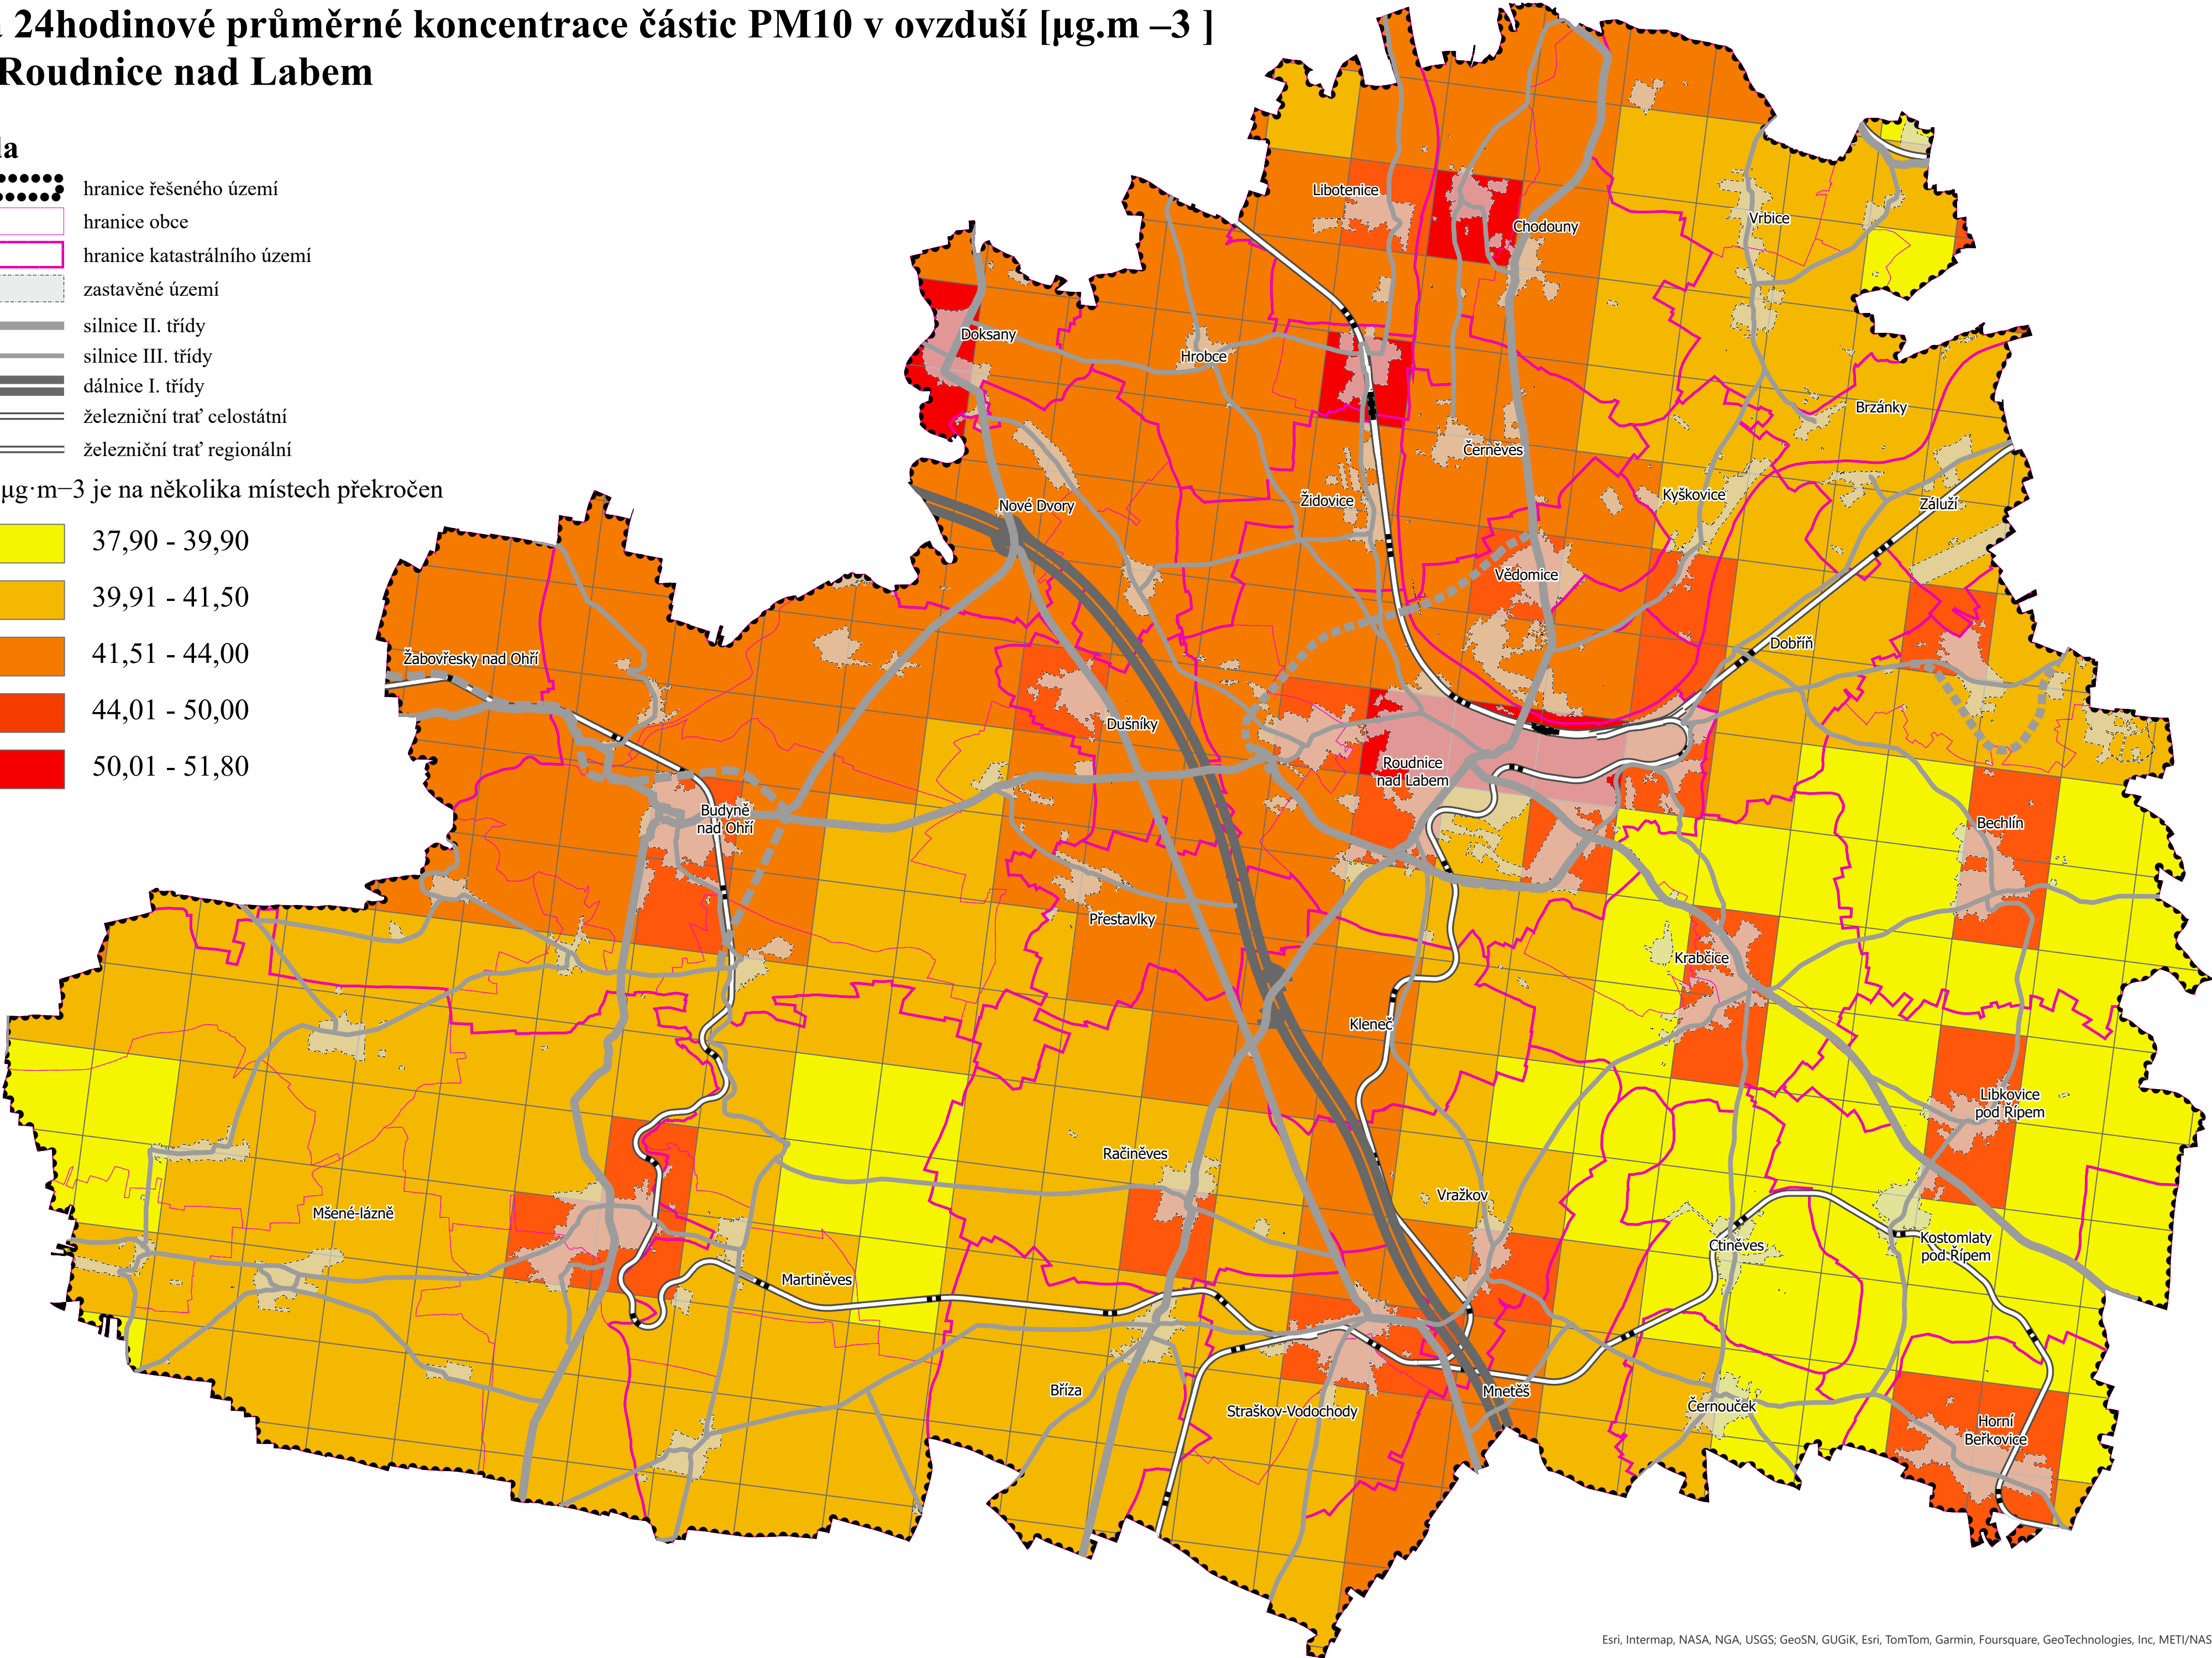 24hodinové průměrné koncentrace částic PM10 v ovzduší [µg.m –3 ]
Roudnice nad Labem
hranice řešeného území
hranice obce
hranice katastrálního území
zastavěné území
silnice II. třídy
silnice III. třídy
dálnice I. třídy
železniční trať celostátní
železniční trať regionální
µg·m−3 je na několika místech překročen
37,90 - 39,90
39,91 - 41,50
41,51 - 44,00
44,01 - 50,00
50,01 - 51,80
Libotenice
Chodouny
Vrbice
Doksany
Hrobce
Brzánky
Černěves
Nové Dvory
Židovice
Kyškovice
Záluží
Vědomice
Dobříň
Žabovřesky nad Ohří
Dušníky
Roudnice
nad Labem
Budyně
nad Ohří
Bechlín
Přestavlky
Krabčice
Kleneč
Libkovice
pod Řípem
Račiněves
Vražkov
Mšené-lázně
Ctiněves
Kostomlaty
pod Řípem
Martiněves
Bříza
Mnetěš
Straškov-Vodochody
Černouček
Horní
Beřkovice
Esri, Intermap, NASA, NGA, USGS; GeoSN, GUGiK, Esri, TomTom, Garmin, Foursquare, GeoTechnologies, Inc, METI/NAS